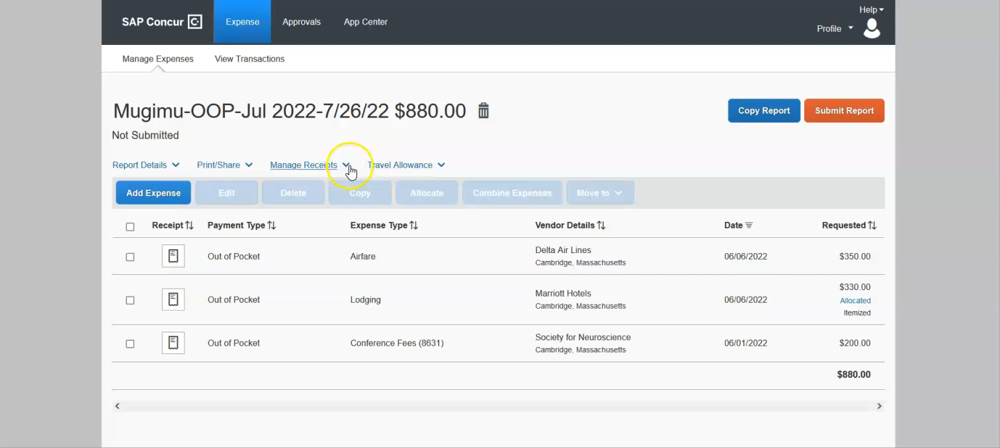 SAP Concur C. Expense Approvals App Center Help
Profile
Manage Expenses View Transactions
Mugimu-OOP-Jul 2022-7/26/22 $880.00 Copy Report Submit Report
Not Submitted
Report Details Print/Share Manage Receipts Travel Allowance
Add Expense Edit Delete Copy Allocate Combine Expenses Move to
Receipt Payment Type Expense Type Vendor Details Date Requested
Out of Pocket Airfare Delta Air Lines 06/06/2022 $350.00
Cambridge, Massachusetts
$330.00
Out of Pocket Lodging Marriott Hotels 06/06/2022 Allocated
Cambridge, Massachusetts Itemized
Out of Pocket Conference Fees (8631) Society for Neuroscience 06/01/2022 $200.00
Cambridge, Massachusetts
$880.00